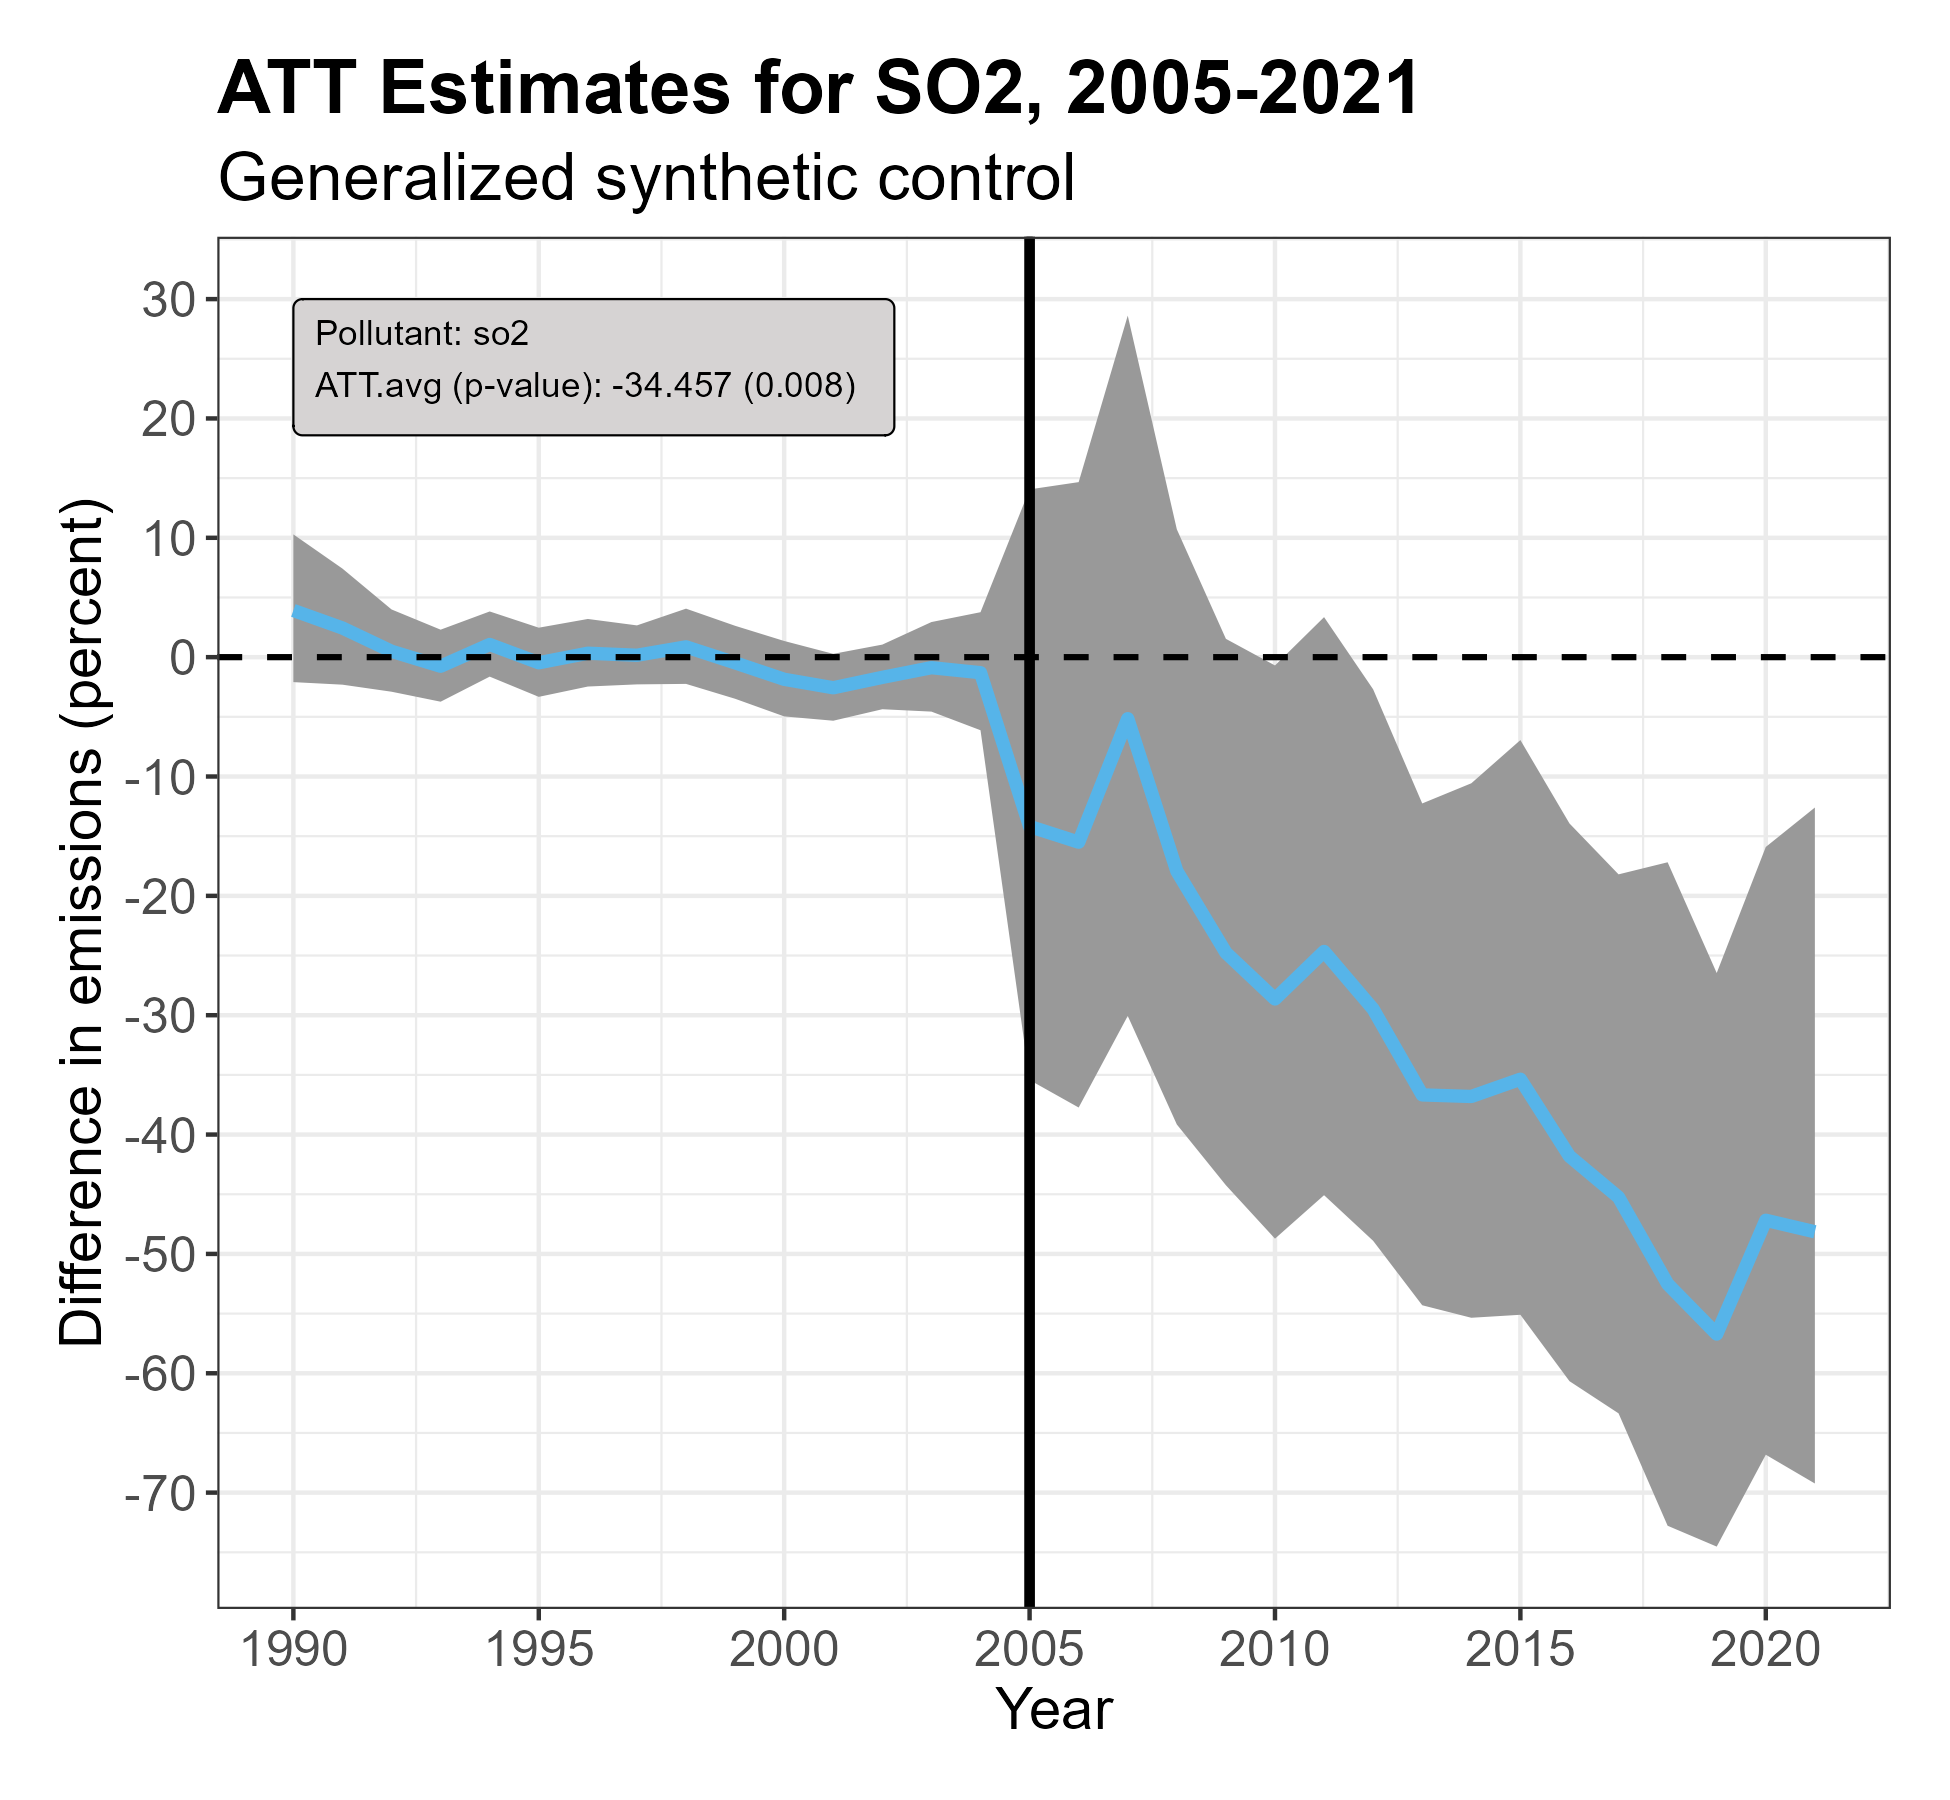 ATT Estimates for SO2, 2005-2021
Generalized synthetic control
Pollutant: so2
ATT.avg (p-value): -34.457 (0.008)
Difference in emissions (percent)
30
20
10
0
-10
-20
-30
-40
-50
-60
-70
1990 1995 2000 2005 2010 2015 2020
Year